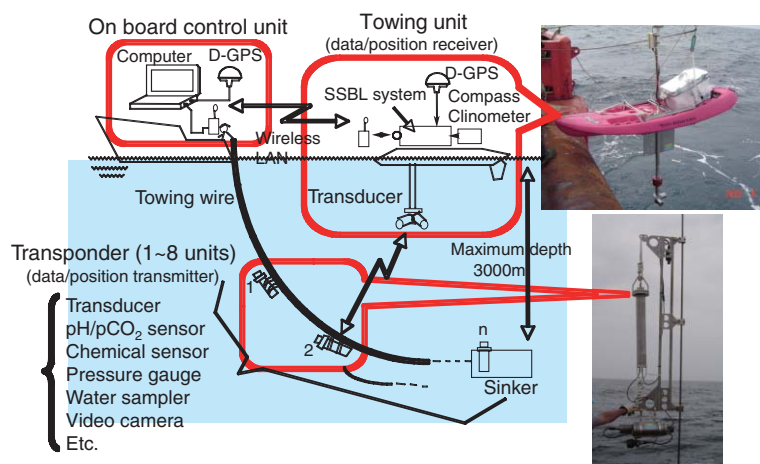 On board control unit
Computer
D-GPS
Wireless
LAN
Towing unit
(data/position receiver)
D-GPS
SSBL system
Compass
Clinometer
Transducer
Towing wire
Maximum depth
3000m
Transponder (1~8 units)
(data/position transmitter)
1
2
n
Sinker
Transducer
pH/pCO₂ sensor
Chemical sensor
Pressure gauge
Water sampler
Video camera
Etc.